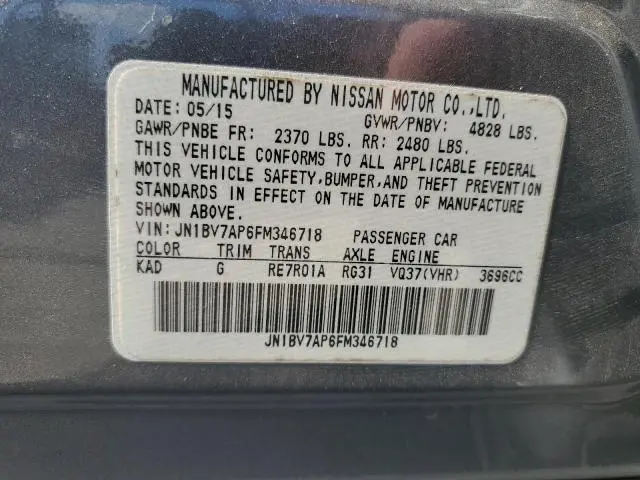 MANUFACTURED BY NISSAN MOTOR CO.,LTD.
DATE: 05/15 GVWR/PNBV: 4828 LBS.
GAWR/PNBE FR: 2370 LBS. RR: 2480 LBS.
THIS VEHICLE CONFORMS TO ALL APPLICABLE FEDERAL
MOTOR VEHICLE SAFETY,BUMPER,AND THEFT PREVENTION
STANDARDS IN EFFECT ON THE DATE OF MANUFACTURE
SHOWN ABOVE.
VIN: JN1BV7AP6FM346718 PASSENGER CAR
COLOR TRIM TRANS AXLE ENGINE
KAD G RE7R01A RG31 VQ37(VHR) 3696CC
JN1BV7AP6FM346718